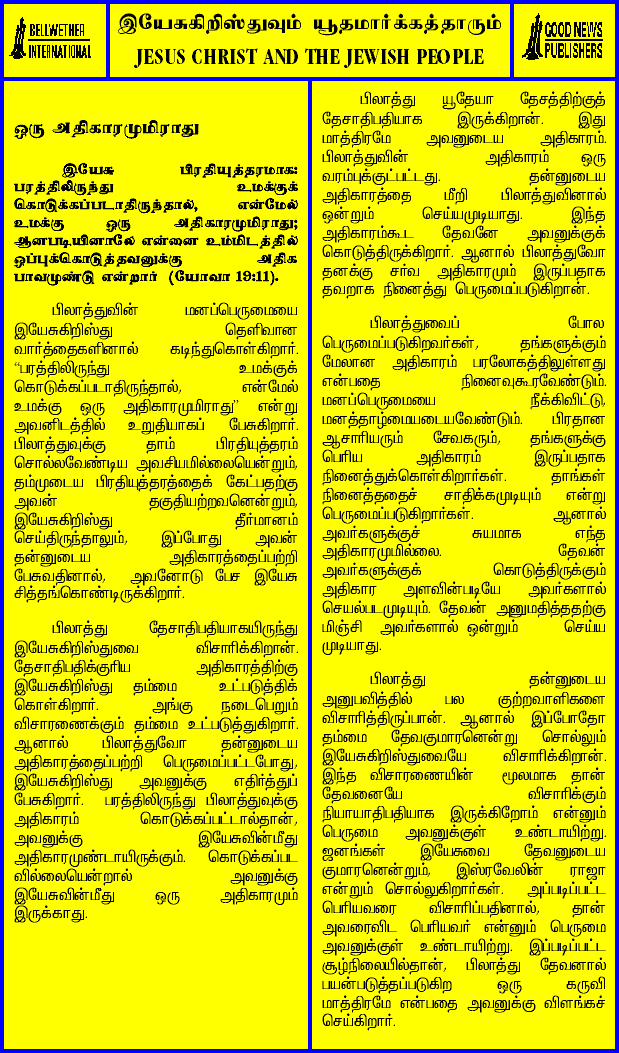 BELLWETHER
INTERNATIONAL
இயேசுகிறிஸ்துவும் யூதமார்க்கத்தாரும்
JESUS CHRIST AND THE JEWISH PEOPLE
GOOD NEWS
PUBLISHERS
ஒரு அதிகாரமுமிராது
இயேசு பிரதியுத்தரமாக:
பரத்திலிருந்து உமக்குக்
கொடுக்கப்படாதிருந்தால், என்மேல்
உமக்கு ஒரு அதிகாரமுமிராது;
ஆனபடியினாலே என்னை உம்மிடத்தில்
ஒப்புக்கொடுத்தவனுக்கு அதிக
பாவமுண்டு என்றார் (யோவா 19:11).
பிலாத்துவின் மனப்பெருமையை
இயேசுகிறிஸ்து தெளிவான
வார்த்தைகளினால் கடிந்துகொள்கிறார்.
“பரத்திலிருந்து உமக்குக்
கொடுக்கப்படாதிருந்தால், என்மேல்
உமக்கு ஒரு அதிகாரமுமிராது” என்று
அவனிடத்தில் உறுதியாகப் பேசுகிறார்.
பிலாத்துவுக்கு தாம் பிரதியுத்தரம்
சொல்லவேண்டிய அவசியமில்லையென்றும்,
தம்முடைய பிரதியுத்தரத்தைக் கேட்பதற்கு
அவன் தகுதியற்றவனென்றும்,
இயேசுகிறிஸ்து தீர்மானம்
செய்திருந்தாலும், இப்போது அவன்
தன்னுடைய அதிகாரத்தைப்பற்றி
பேசுவதினால், அவனோடு பேச இயேசு
சித்தங்கொண்டிருக்கிறார்.
பிலாத்து தேசாதிபதியாகயிருந்து
இயேசுகிறிஸ்துவை விசாரிக்கிறான்.
தேசாதிபதிக்குரிய அதிகாரத்திற்கு
இயேசுகிறிஸ்து தம்மை உட்படுத்திக்
கொள்கிறார். அங்கு நடைபெறும்
விசாரணைக்கும் தம்மை உட்படுத்துகிறார்.
ஆனால் பிலாத்துவோ தன்னுடைய
அதிகாரத்தைப்பற்றி பெருமைப்பட்டபோது,
இயேசுகிறிஸ்து அவனுக்கு எதிர்த்துப்
பேசுகிறார். பரத்திலிருந்து பிலாத்துவுக்கு
அதிகாரம் கொடுக்கப்பட்டால்தான்,
அவனுக்கு இயேசுவின்மீது
அதிகாரமுண்டாயிருக்கும். கொடுக்கப்பட
வில்லையென்றால் அவனுக்கு
இயேசுவின்மீது ஒரு அதிகாரமும்
இருக்காது.
பிலாத்து யூதேயா தேசத்திற்குத்
தேசாதிபதியாக இருக்கிறான். இது
மாத்திரமே அவனுடைய அதிகாரம்.
பிலாத்துவின் அதிகாரம் ஒரு
வரம்புக்குட்பட்டது. தன்னுடைய
அதிகாரத்தை மீறி பிலாத்துவினால்
ஒன்றும் செய்யமுடியாது. இந்த
அதிகாரம்கூட தேவனே அவனுக்குக்
கொடுத்திருக்கிறார். ஆனால் பிலாத்துவோ
தனக்கு சர்வ அதிகாரமும் இருப்பதாக
தவறாக நினைத்து பெருமைப்படுகிறான்.
பிலாத்துவைப் போல
பெருமைப்படுகிறவர்கள், தங்களுக்கும்
மேலான அதிகாரம் பரலோகத்திலுள்ளது
என்பதை நினைவுகூரவேண்டும்.
மனப்பெருமையை நீக்கிவிட்டு,
மனத்தாழ்மையடையவேண்டும். பிரதான
ஆசாரியரும் சேவகரும், தங்களுக்கு
பெரிய அதிகாரம் இருப்பதாக
நினைத்துக்கொள்கிறார்கள். தாங்கள்
நினைத்ததைச் சாதிக்கமுடியும் என்று
பெருமைப்படுகிறார்கள். ஆனால்
அவர்களுக்குச் சுயமாக எந்த
அதிகாரமுமில்லை. தேவன்
அவர்களுக்குக் கொடுத்திருக்கும்
அதிகார அளவின்படியே அவர்களால்
செயல்படமுடியும். தேவன் அனுமதித்ததற்கு
மிஞ்சி அவர்களால் ஒன்றும் செய்ய
முடியாது.
பிலாத்து தன்னுடைய
அனுபவித்தில் பல குற்றவாளிகளை
விசாரித்திருப்பான். ஆனால் இப்போதோ
தம்மை தேவகுமாரனென்று சொல்லும்
இயேசுகிறிஸ்துவையே விசாரிக்கிறான்.
இந்த விசாரணையின் மூலமாக தான்
தேவனையே விசாரிக்கும்
நியாயாதிபதியாக இருக்கிறோம் என்னும்
பெருமை அவனுக்குள் உண்டாயிற்று.
ஜனங்கள் இயேசுவை தேவனுடைய
குமாரனென்றும், இஸ்ரவேலின் ராஜா
என்றும் சொல்லுகிறார்கள். அப்படிப்பட்ட
பெரியவரை விசாரிப்பதினால், தான்
அவரைவிட பெரியவர் என்னும் பெருமை
அவனுக்குள் உண்டாயிற்று. இப்படிப்பட்ட
சூழ்நிலையில்தான், பிலாத்து தேவனால்
பயன்படுத்தப்படுகிற ஒரு கருவி
மாத்திரமே என்பதை அவனுக்கு விளங்கச்
செய்கிறார்.